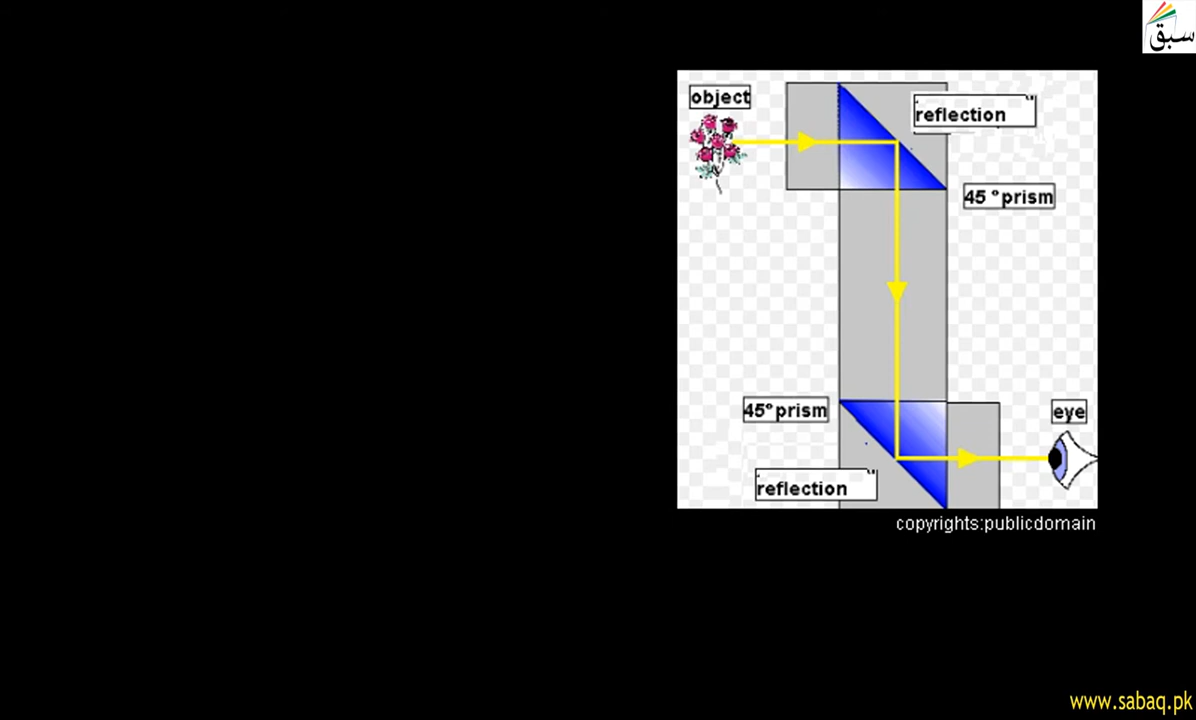 سبق
object
reflection
45 ° prism
45° prism
eye
reflection
copyrights:publicdomain
www.sabaq.pk